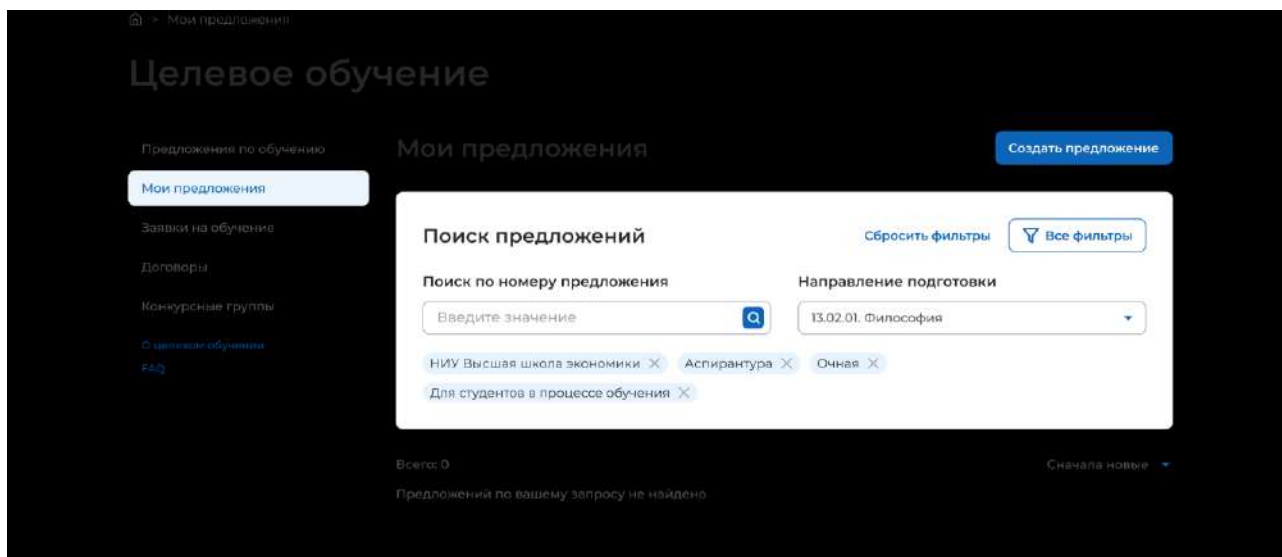 > Мои предложения
Целевое обучение
Предложения по обучению
Мои предложения
Заявки на обучение
Договоры
Конкурсные группы
О целевом обучении
FAQ
Мои предложения
Создать предложение
Поиск предложений
Сбросить фильтры
Все фильтры
Поиск по номеру предложения
Направление подготовки
Введите значение
13.02.01. Философия
НИУ Высшая школа экономики ×
Аспирантура ×
Очная ×
Для студентов в процессе обучения ×
Всего: 0
Сначала новые
Предложений по вашему запросу не найдено